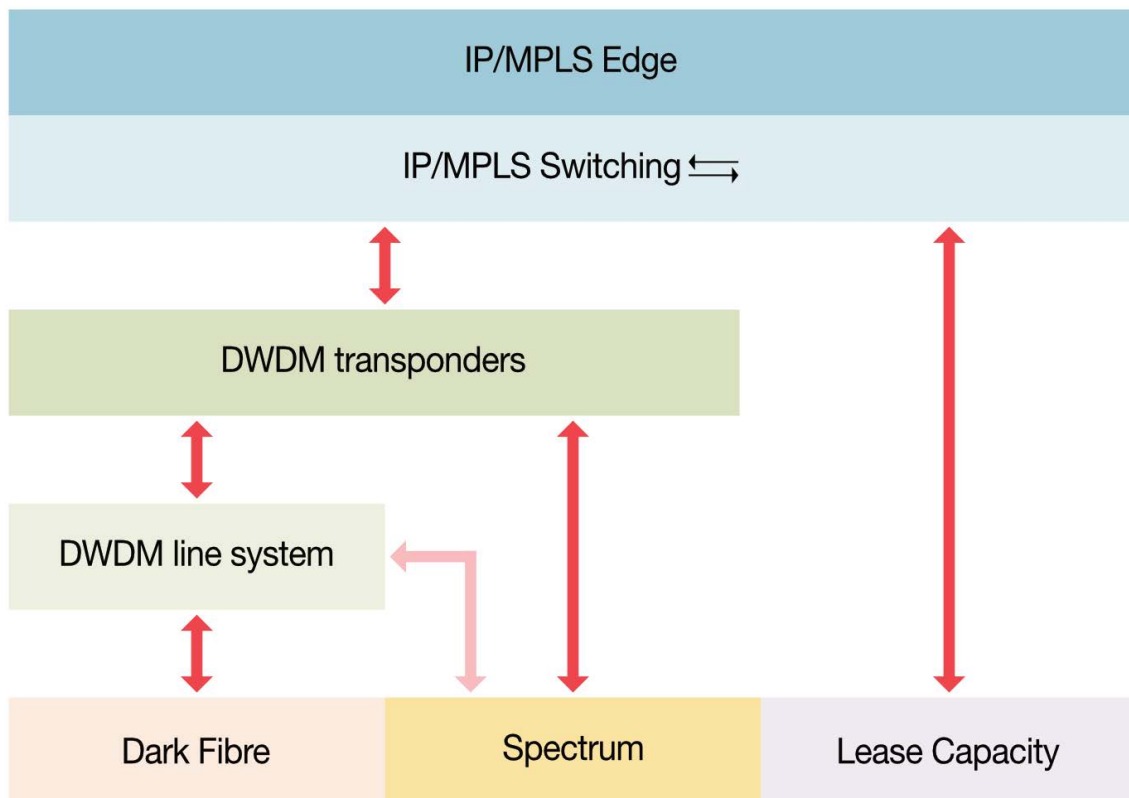 IP/MPLS Edge
IP/MPLS Switching
DWDM transponders
DWDM line system
Dark Fibre
Spectrum
Lease Capacity